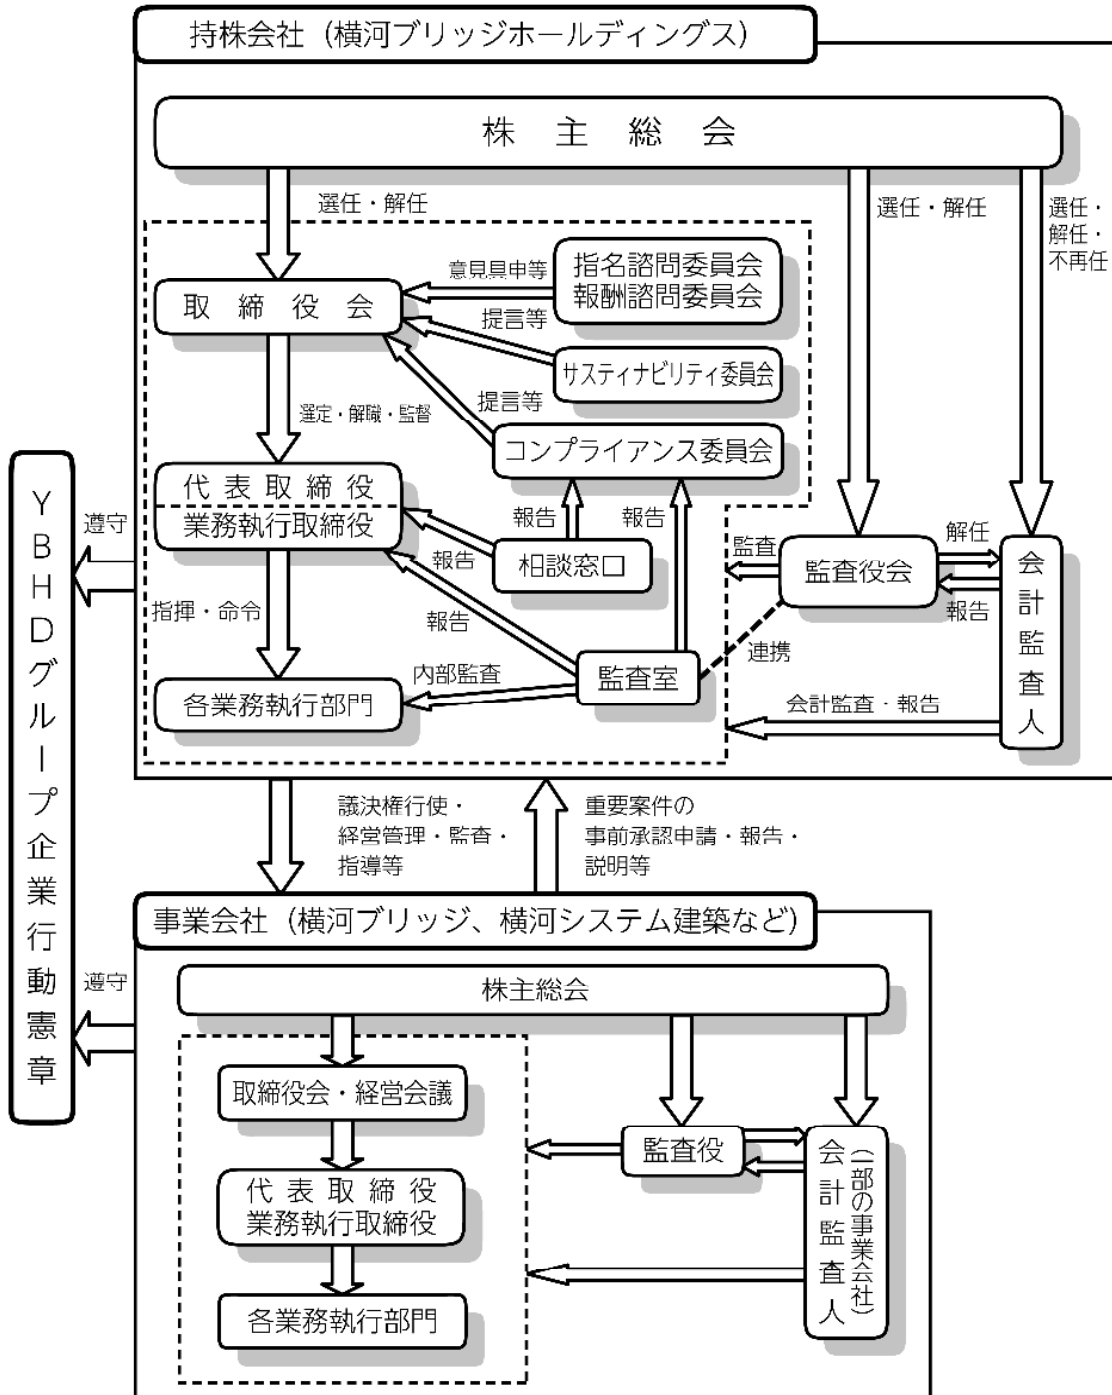 持株会社（横河ブリッジホールディングス）
株主総会
選任・解任
選任・解任
選任・
解任・
不再任
指名諮問委員会
報酬諮問委員会
意見具申等
取締役会
提言等
サスティナビリティ委員会
提言等
選定・解職・監督
コンプライアンス委員会
代表取締役
業務執行取締役
報告
報告
報告
相談窓口
監査
監査役会
解任
報告
会計監査人
遵守
指揮・命令
報告
監査室
連携
内部監査
各業務執行部門
会計監査・報告
YBHDグループ企業行動憲章
議決権行使・
経営管理・監査・
指導等
重要案件の
事前承認申請・報告・
説明等
事業会社（横河ブリッジ、横河システム建築など）
遵守
株主総会
取締役会・経営会議
監査役
会計監査人
（一部の事業会社）
代表取締役
業務執行取締役
各業務執行部門